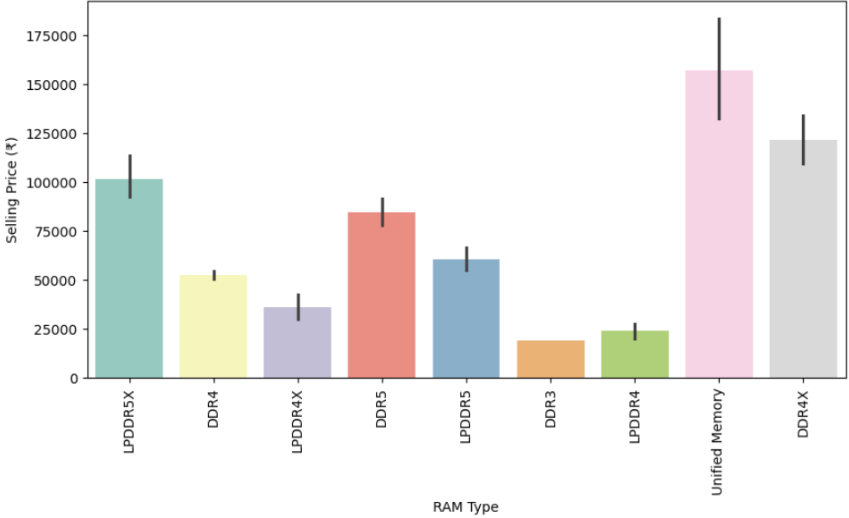 Selling Price (₹)
175000
150000
125000
100000
75000
50000
25000
0
LPDDR5X
DDR4
LPDDR4X
DDR5
LPDDR5
DDR3
LPDDR4
Unified Memory
DDR4X
RAM Type